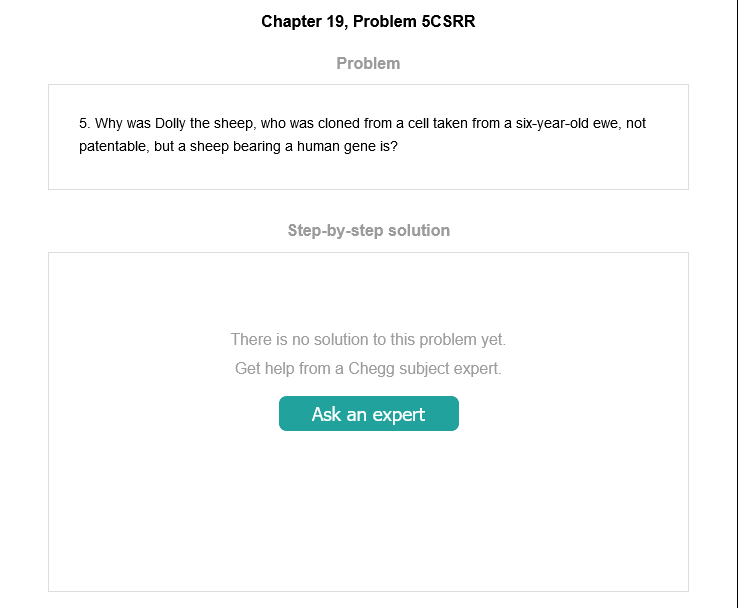 Chapter 19, Problem 5CSRR
Problem
5. Why was Dolly the sheep, who was cloned from a cell taken from a six-year-old ewe, not
patentable, but a sheep bearing a human gene is?
Step-by-step solution
There is no solution to this problem yet.
Get help from a Chegg subject expert.
Ask an expert